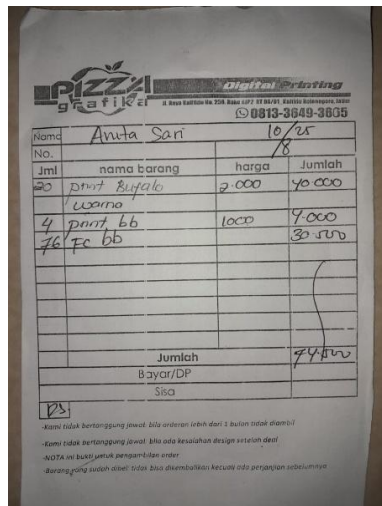 PIZZA
grafika
Digital Printing
0813-3649-3605
Nama Anita Sari 10/8/25
No.
Jml nama barang harga Jumlah
20 print Bufalo 2.000 40.000
warna
4 print bb 1000 4.000
76 FC bb 30.500
Jumlah 74.500
Bayar/DP
Sisa
-Kami tidak bertanggung jawab bila orderan lebih dari 1 bulan tidak diambil
-Kami tidak bertanggung jawab bila ada kesalahan design setelah deal
-NOTA ini bukti untuk pengambilan order
-Barang yang sudah dibeli tidak bisa dikembalikan kecuali ada perjanjian sebelumnya